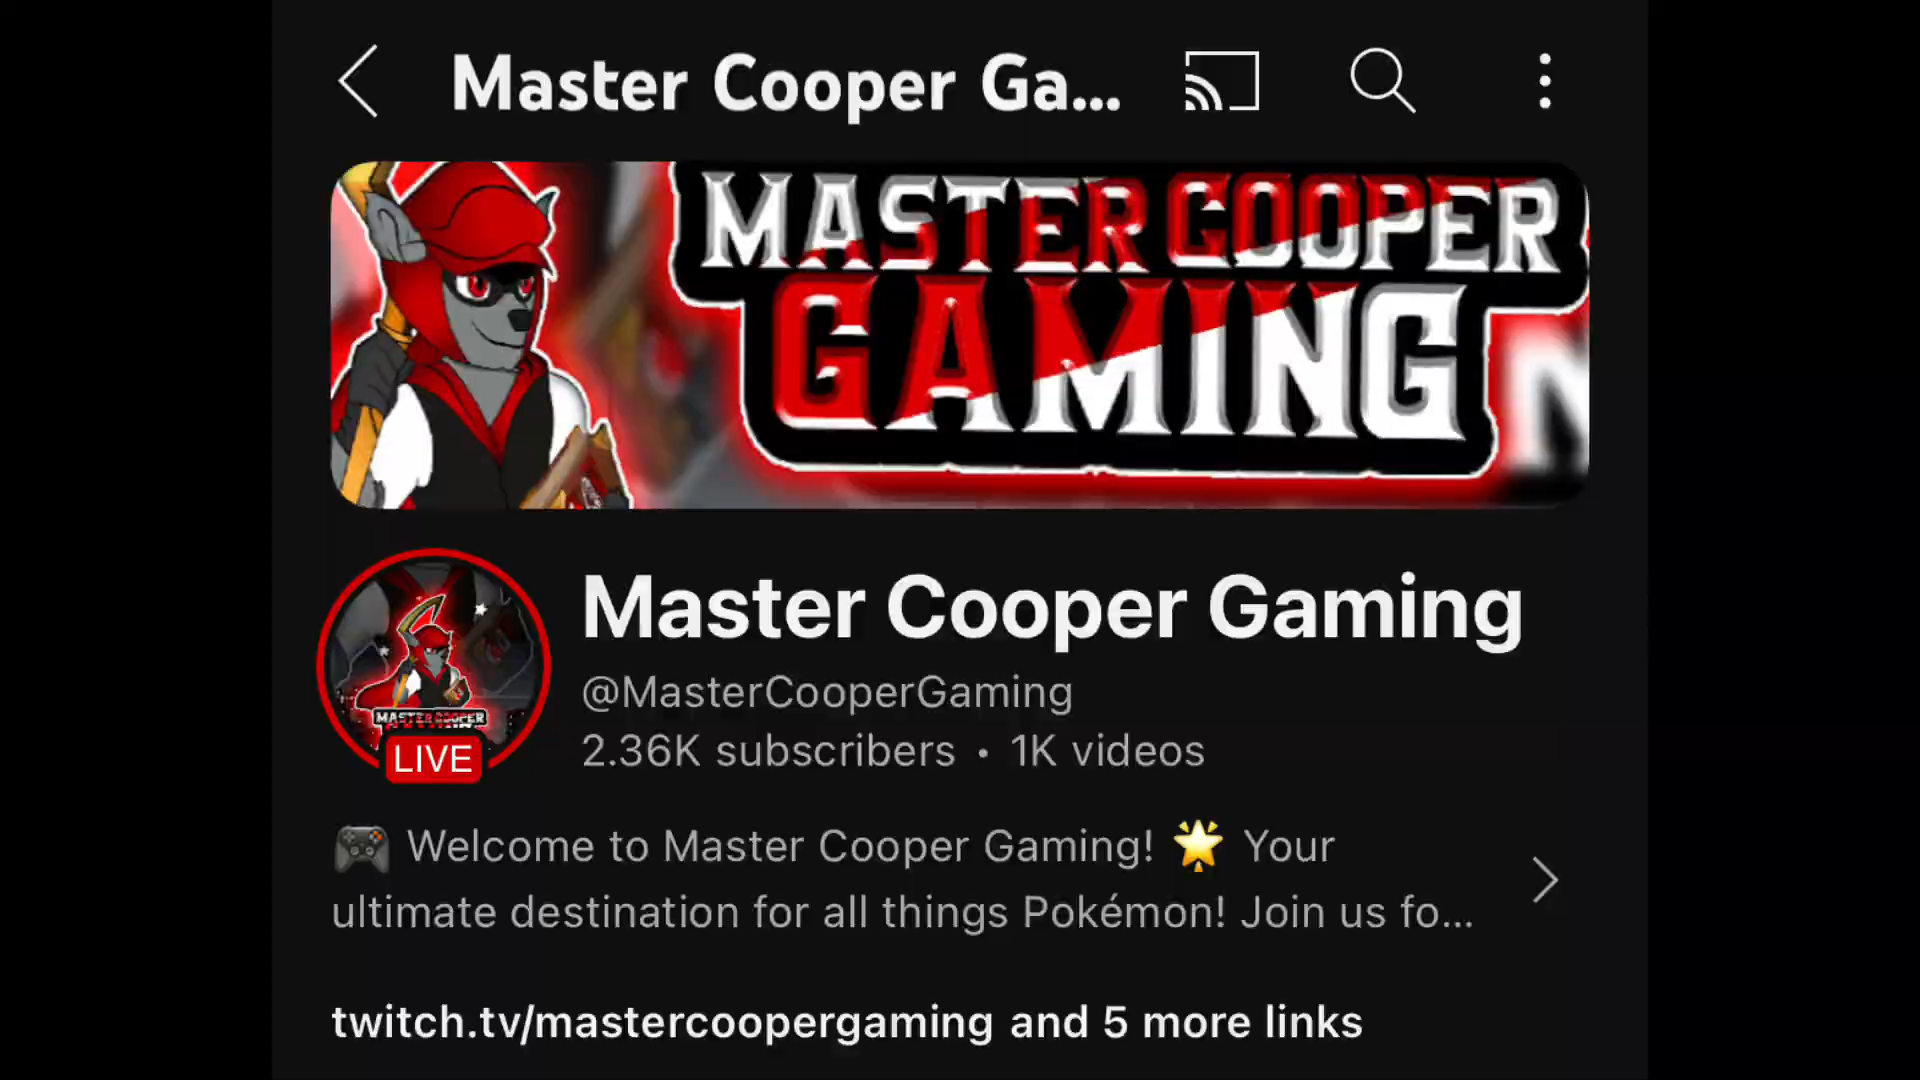 Master Cooper Ga...
MASTER COOPER
GAMING
Master Cooper Gaming
@MasterCooperGaming
2.36K subscribers • 1K videos
MASTER COOPER
LIVE
🎮 Welcome to Master Cooper Gaming! 🌟 Your
ultimate destination for all things Pokémon! Join us fo...
twitch.tv/mastercoopergaming and 5 more links